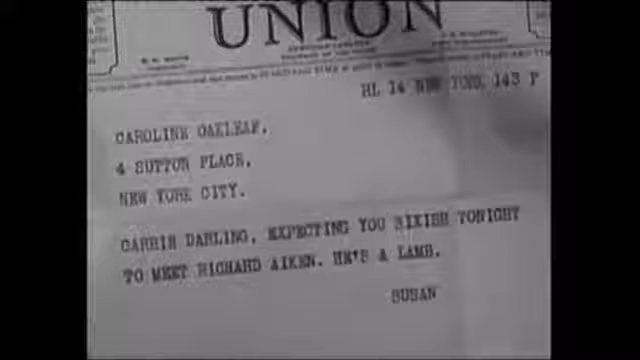 UNION
HL 14 NEW YORK 143 P
CAROLINE OAKLEAF,
4 SUTTON PLACE,
NEW YORK CITY.
CARRIE DARLING, EXPECTING YOU SIXISH TONIGHT
TO MEET RICHARD AIKEN. HE'S A LAMB.
SUSAN